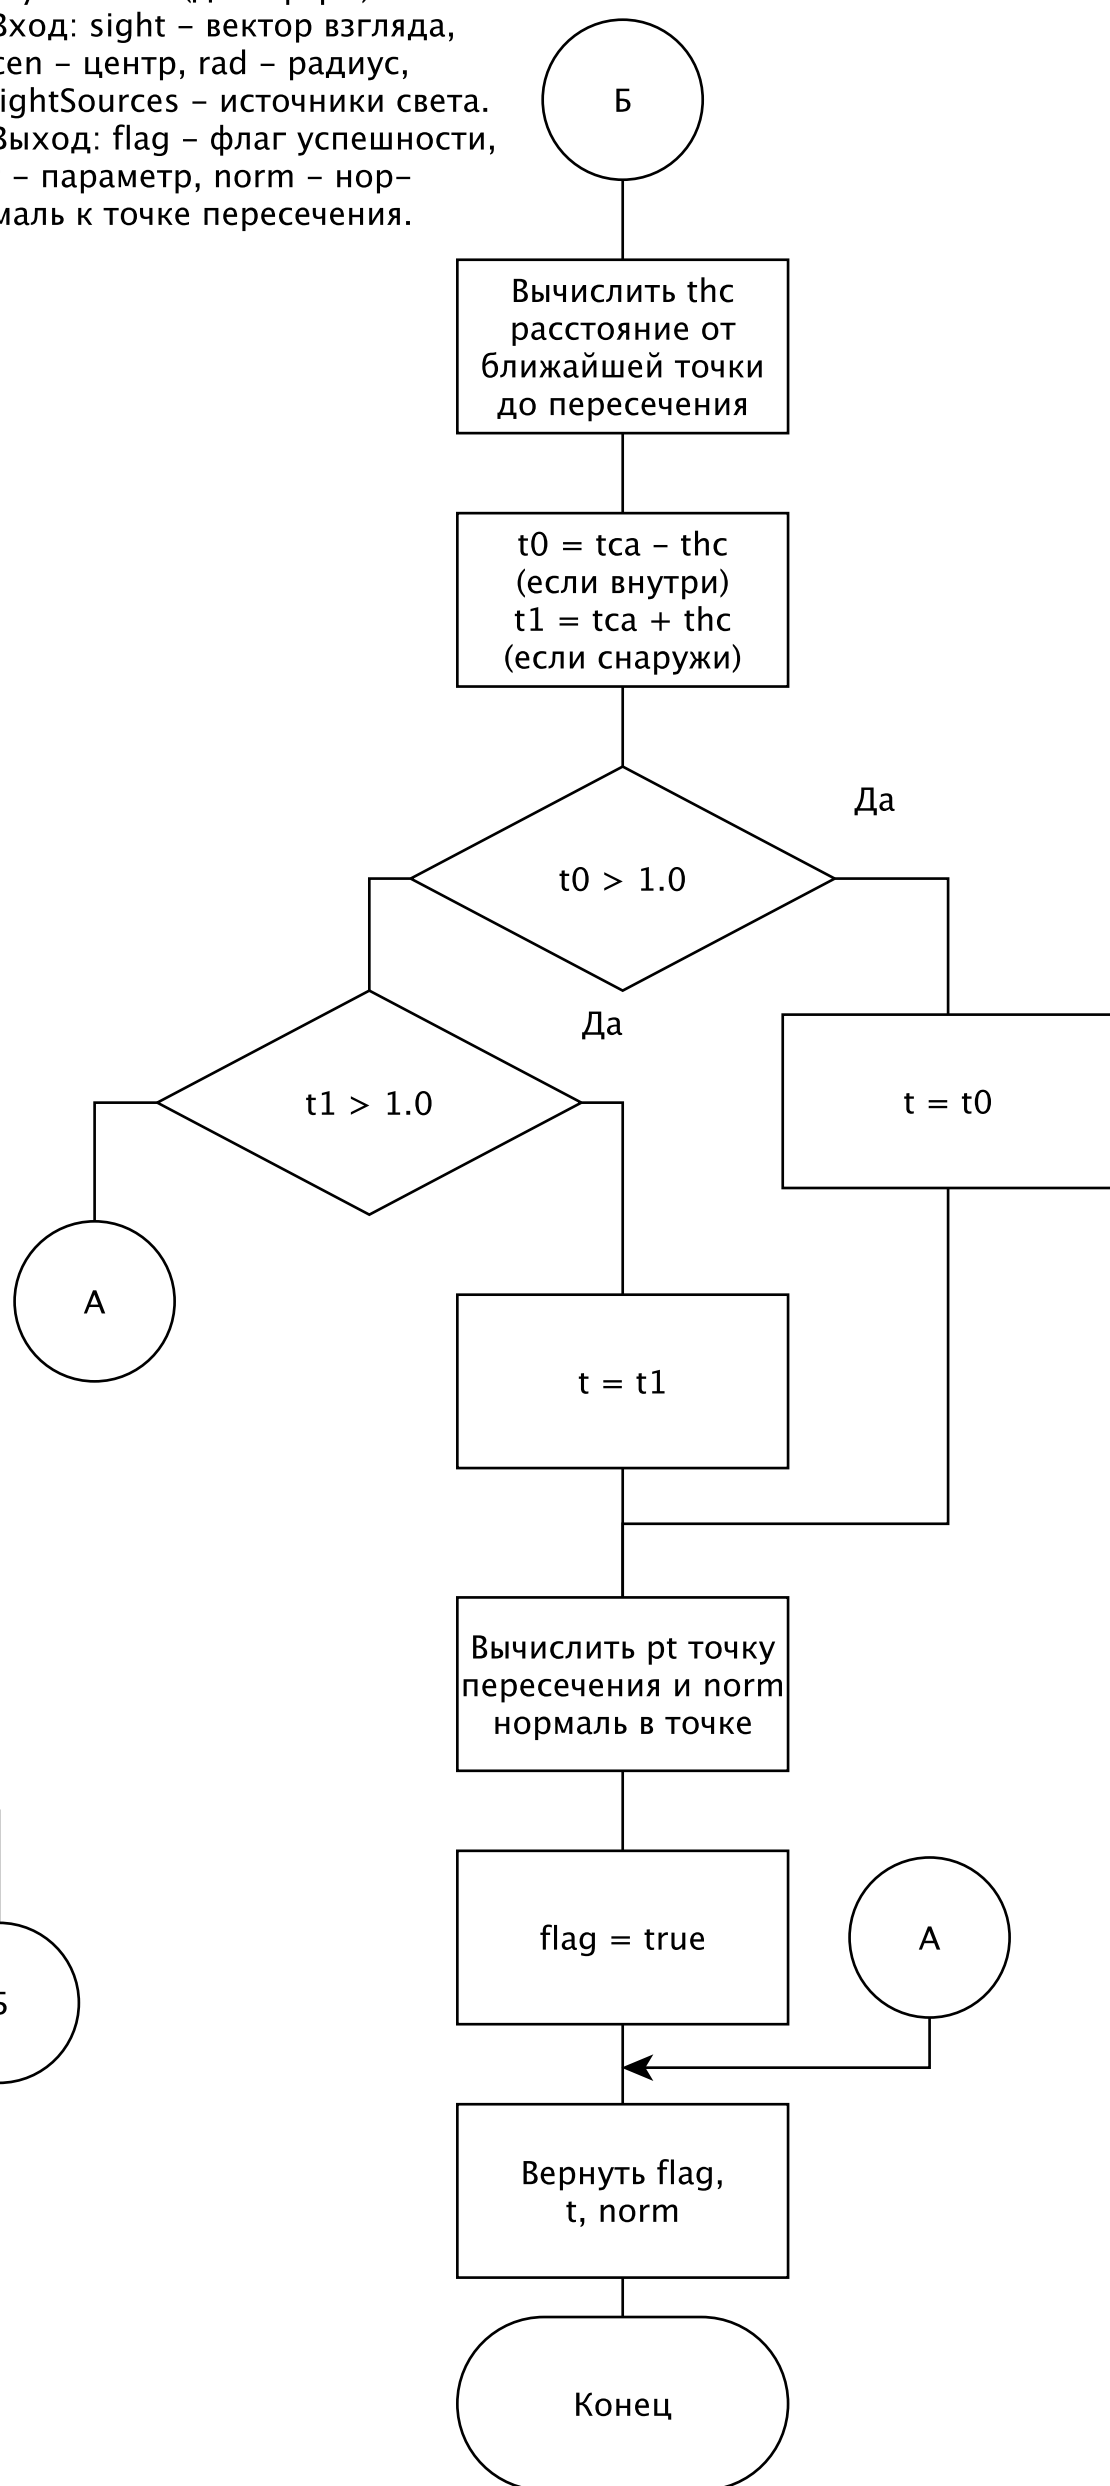 Вход: sight – вектор взгляда,
cen – центр, rad – радиус,
ightSources – источники света.
Выход: flag – флаг успешности,
– параметр, norm – нор–
маль к точке пересечения.
Б
Вычислить thc
расстояние от
ближайшей точки
до пересечения
t0 = tca – thc
(если внутри)
t1 = tca + thc
(если снаружи)
Да
t0 > 1.0
Да
t1 > 1.0
t = t0
А
t = t1
Вычислить pt точку
пересечения и norm
нормаль в точке
flag = true
А
Б
Вернуть flag,
t, norm
Конец